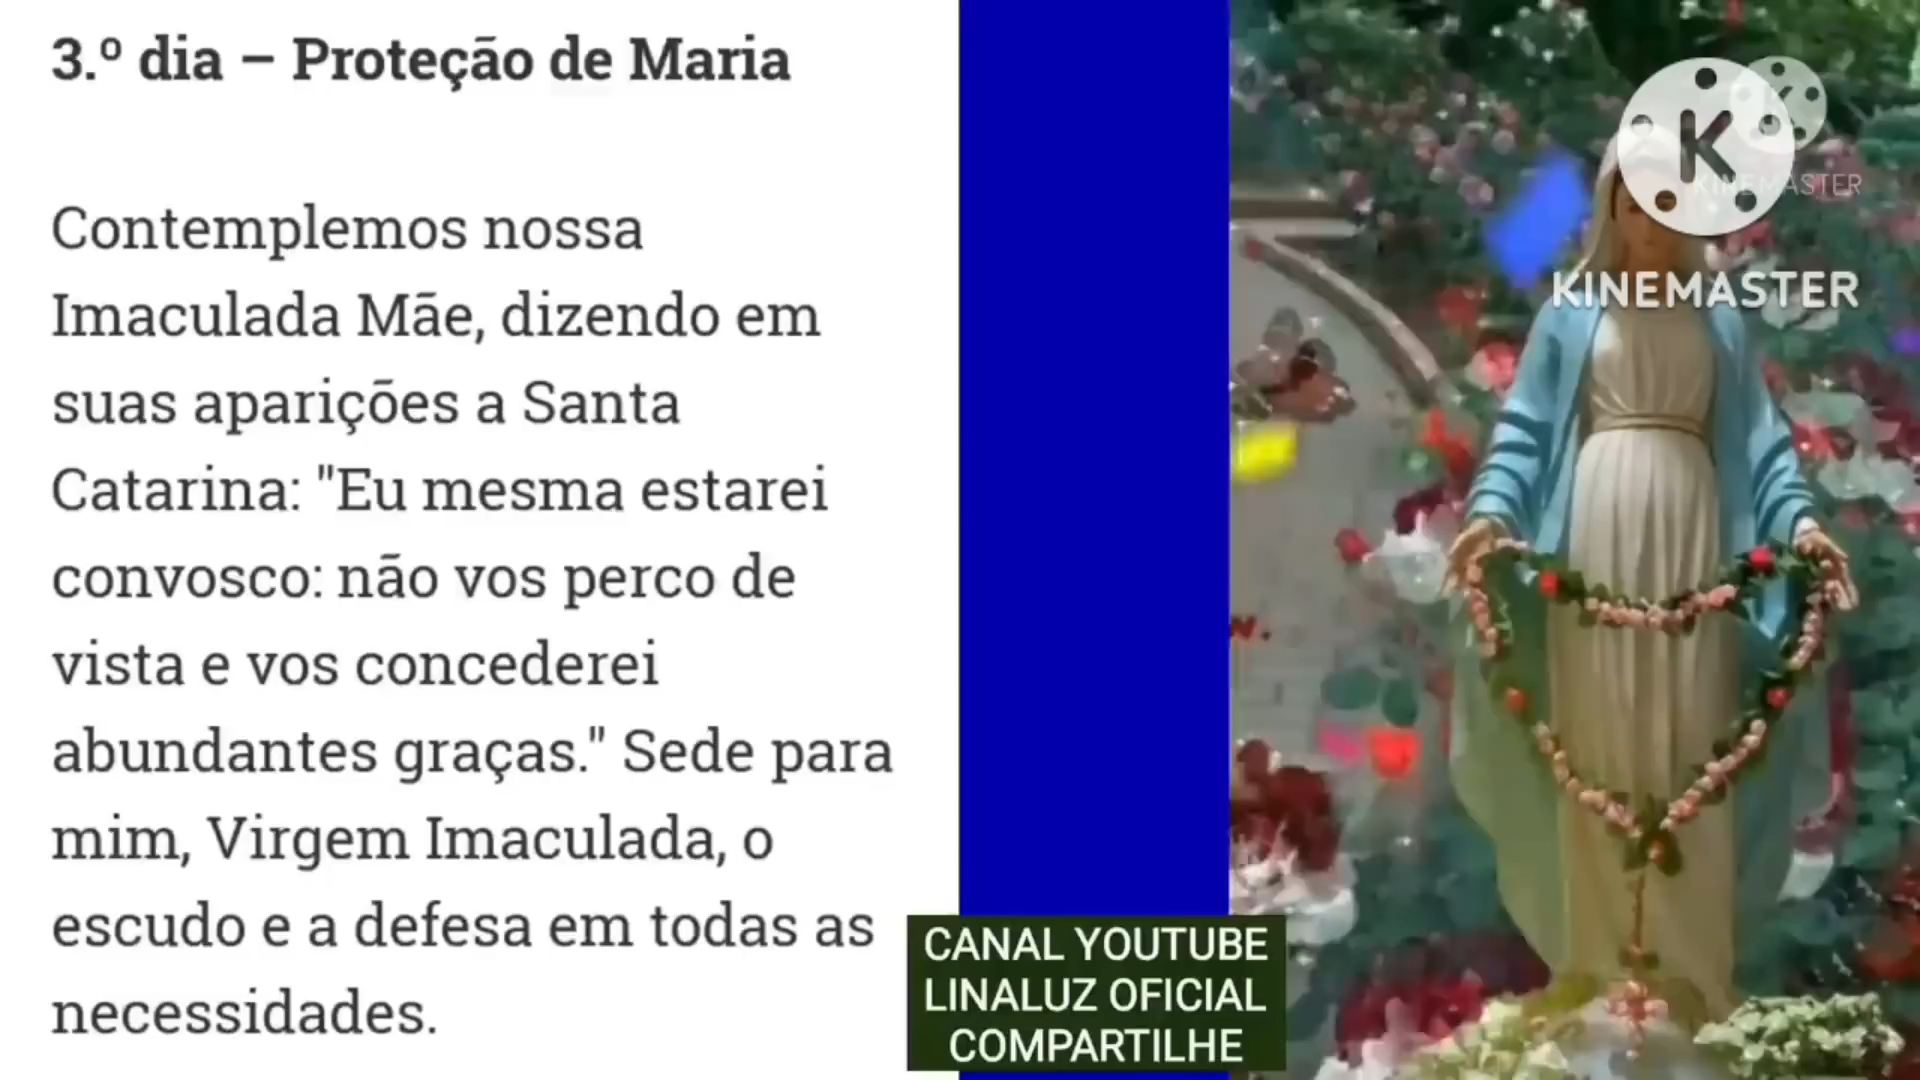 3.º dia – Proteção de Maria
Contemplemos nossa
Imaculada Mãe, dizendo em
suas aparições a Santa
Catarina: "Eu mesma estarei
convosco: não vos perco de
vista e vos concederei
abundantes graças." Sede para
mim, Virgem Imaculada, o
escudo e a defesa em todas as
necessidades.
CANAL YOUTUBE
LINALUZ OFICIAL
COMPARTILHE
K
K
KINEMASTER
KINEMASTER